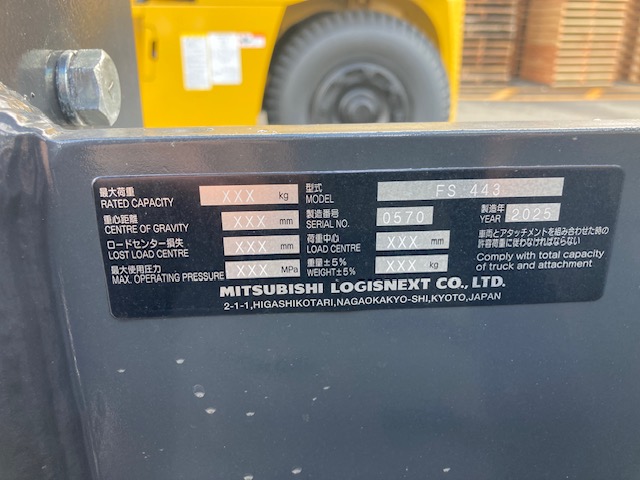 最大荷重 RATED CAPACITY XXX kg
型式 MODEL FS 443
重心距離 CENTRE OF GRAVITY XXX mm
製造番号 SERIAL NO. 0570
製造年 YEAR 2025
ロードセンター損失 LOST LOAD CENTRE XXX mm
荷重中心 LOAD CENTRE XXX mm
最大使用圧力 MAX. OPERATING PRESSURE XXX MPa
重量±5% WEIGHT±5% XXX kg
車両とアタッチメントを組み合わせた時の
許容荷重に従わなければならない
Comply with total capacity
of truck and attachment
MITSUBISHI LOGISNEXT CO., LTD.
2-1-1,HIGASHIKOTARI,NAGAOKAKYO-SHI,KYOTO,JAPAN